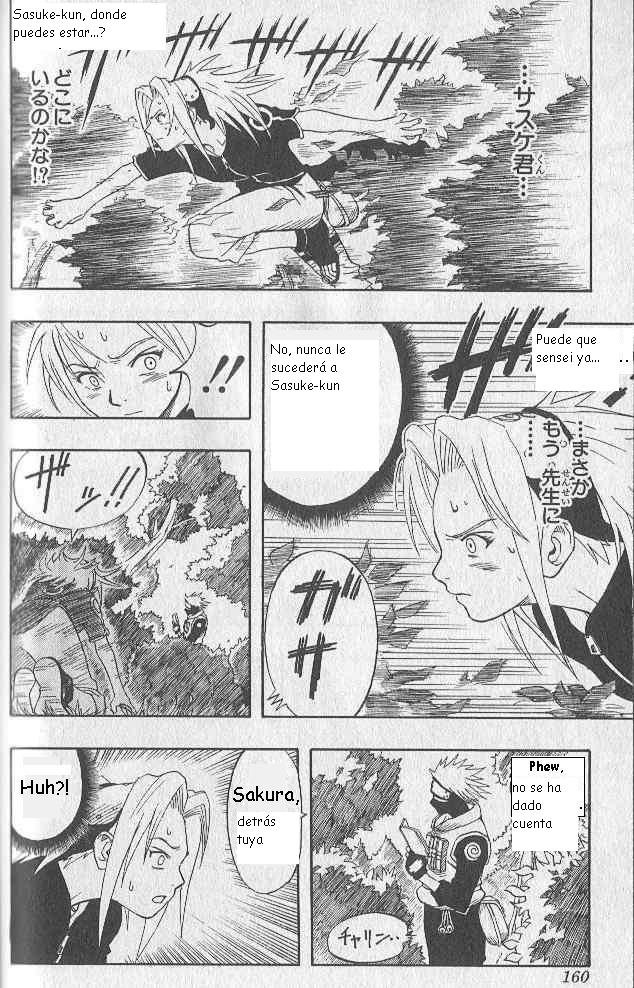 Sasuke-kun, donde
puedes estar...?
…サスケ君…
どこに
いるのかな!?
Puede que
sensei ya...
…まさか
もう先生に
……
No, nunca le
sucederá a
Sasuke-kun
ガサ
!!
Phew,
no se ha
dado
cuenta
チャリン..
Sakura,
detrás
tuya
Huh?!
160